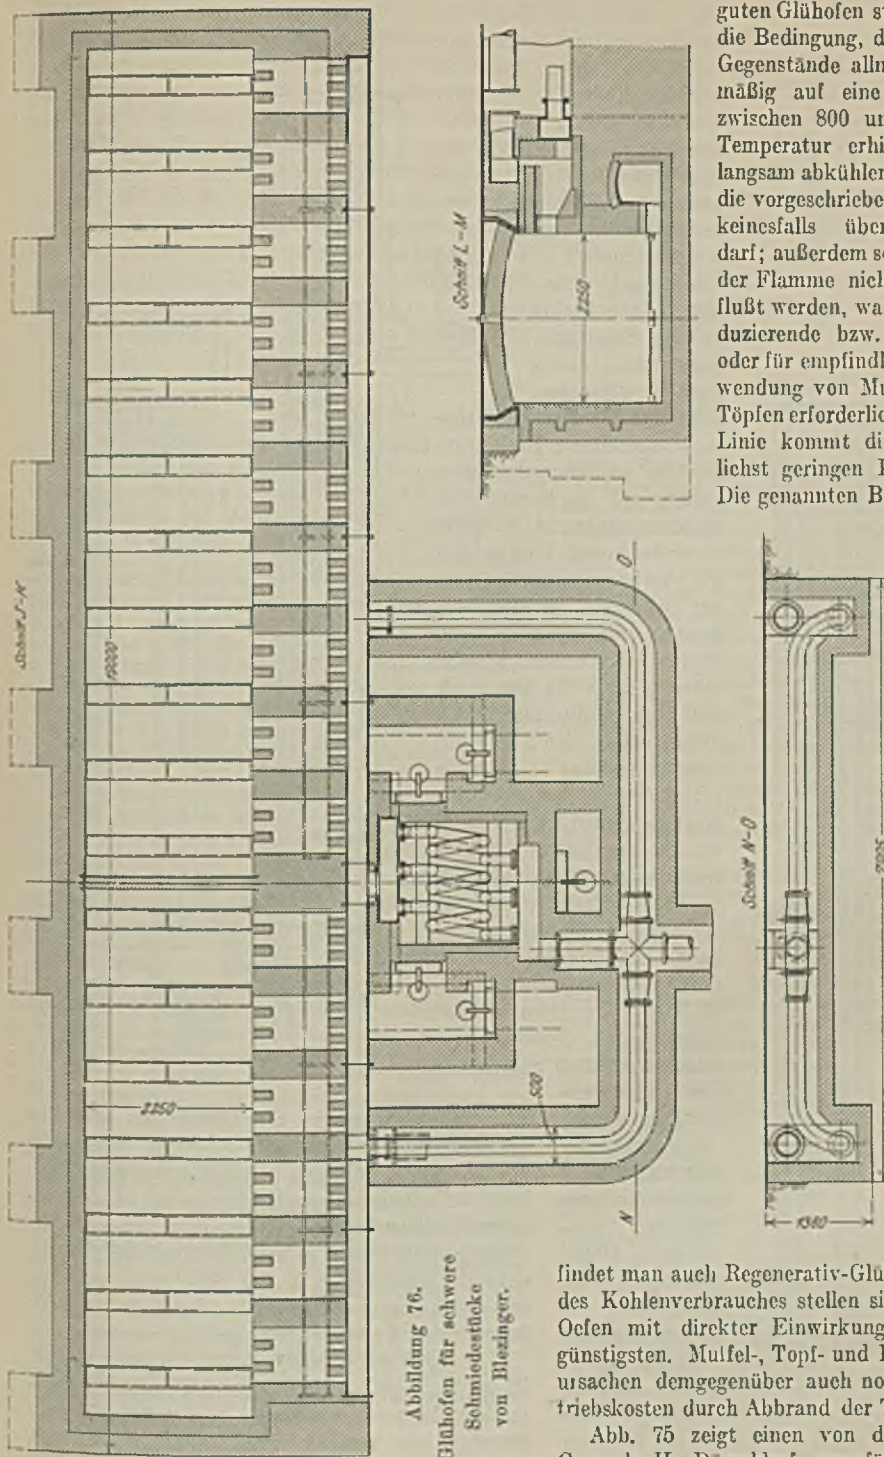 guten Glühofen st
die Bedingung, d
Gegenstände allm
mäßig auf eine
zwischen 800 un
Temperatur erhi
langsam abkühlen
die vorgeschriebe
keinesfalls über
darf; außerdem so
der Flamme nich
flußt werden, wa
duzierende bzw.
oder für empfindl
wendung von Mu
Töpfen erforderlic
Linie kommt di
lichst geringen
Die genannten B
Schnitt L-M
2250
Schnitt J-K
19000
2250
500
O
N
Schnitt N-O
1380
Abbildung 76.
Glühofen für schwere
Schmiedestücke
von Blezinger.
findet man auch Regenerativ-Glü
des Kohlenverbrauches stellen si
Oefen mit direkter Einwirkung
günstigsten. Muffel-, Topf- und
ursachen demgegenüber auch no
triebskosten durch Abbrand der
Abb. 75 zeigt einen von d